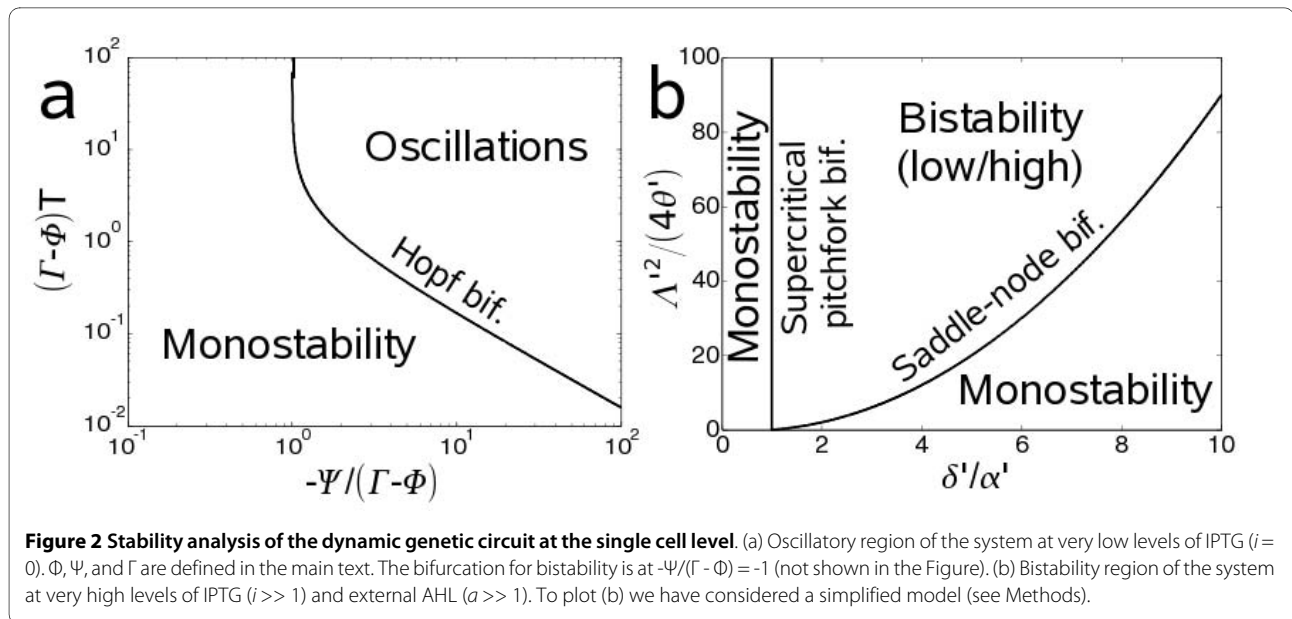 a
10^2
10^1
10^0
10^-1
10^-2
(Γ-Φ)T
Oscillations
Hopf bif.
Monostability
10^-1
10^0
10^1
10^2
-Ψ/(Γ-Φ)
b
100
80
60
40
20
0
Λ'^2/(4θ')
Monostability
Supercritical
pitchfork bif.
Bistability
(low/high)
Saddle-node bif.
Monostability
0
2
4
6
8
10
δ'/α'
Figure 2 Stability analysis of the dynamic genetic circuit at the single cell level. (a) Oscillatory region of the system at very low levels of IPTG (i =
0). Φ, Ψ, and Γ are defined in the main text. The bifurcation for bistability is at -Ψ/(Γ - Φ) = -1 (not shown in the Figure). (b) Bistability region of the system
at very high levels of IPTG (i >> 1) and external AHL (a >> 1). To plot (b) we have considered a simplified model (see Methods).